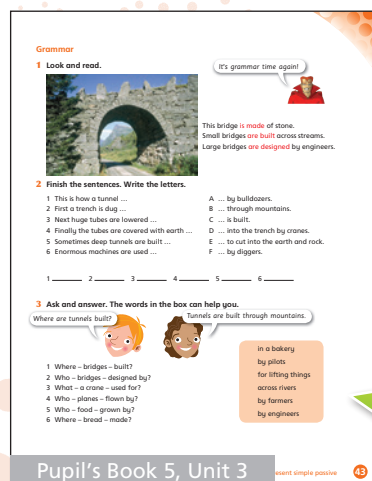 Grammar
1 Look and read.
It's grammar time again!
This bridge is made of stone.
Small bridges are built across streams.
Large bridges are designed by engineers.
2 Finish the sentences. Write the letters.
1 This is how a tunnel ...
2 First a trench is dug ...
3 Next huge tubes are lowered ...
4 Finally the tubes are covered with earth ...
5 Sometimes deep tunnels are built ...
6 Enormous machines are used ...
A ... by bulldozers.
B ... through mountains.
C ... is built.
D ... into the trench by cranes.
E ... to cut into the earth and rock.
F ... by diggers.
1 2 3 4 5 6
3 Ask and answer. The words in the box can help you.
Where are tunnels built?
Tunnels are built through mountains.
1 Where – bridges – built?
2 Who – bridges – designed by?
3 What – a crane – used for?
4 Who – planes – flown by?
5 Who – food – grown by?
6 Where – bread – made?
in a bakery
by pilots
for lifting things
across rivers
by farmers
by engineers
Pupil's Book 5, Unit 3
esent simple passive 43